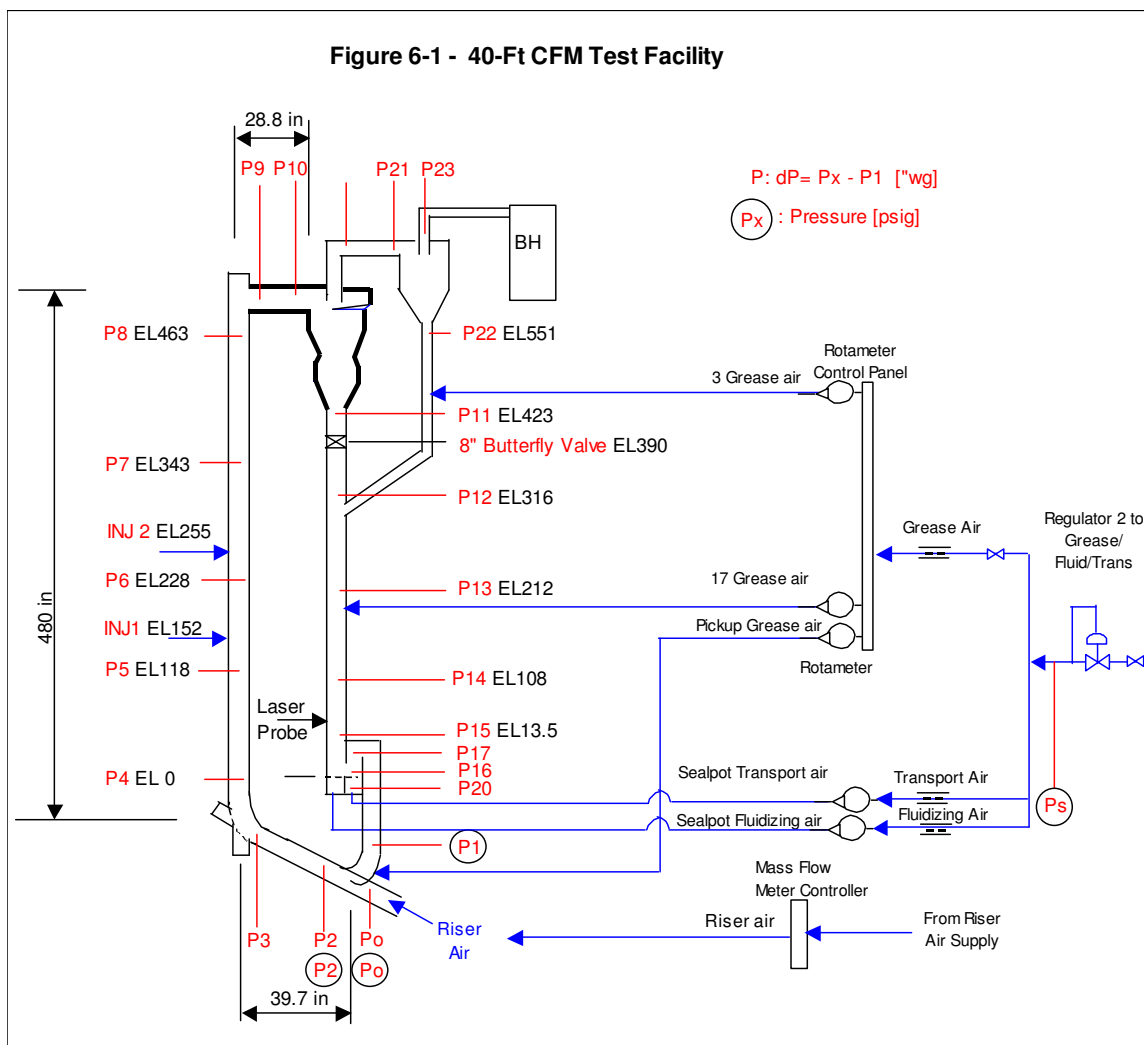 Figure 6-1 - 40-Ft CFM Test Facility
28.8 in
P9 P10
P21 P23
P: dP= Px - P1 ["wg]
Px : Pressure [psig]
BH
P8 EL463
P22 EL551
Rotameter
Control Panel
3 Grease air
P11 EL423
8" Butterfly Valve EL390
P7 EL343
P12 EL316
INJ 2 EL255
Grease Air
Regulator 2 to
Grease/
Fluid/Trans
P6 EL228
P13 EL212
17 Grease air
480 in
INJ1 EL152
Pickup Grease air
Rotameter
P5 EL118
P14 EL108
Laser
Probe
P15 EL13.5
P17
P16
P4 EL 0
P20
Sealpot Transport air
Transport Air
Ps
Sealpot Fluidizing air
Fluidizing Air
P1
Mass Flow
Meter Controller
P3
P2
Po
Riser
Air
Riser air
From Riser
Air Supply
P2
Po
39.7 in